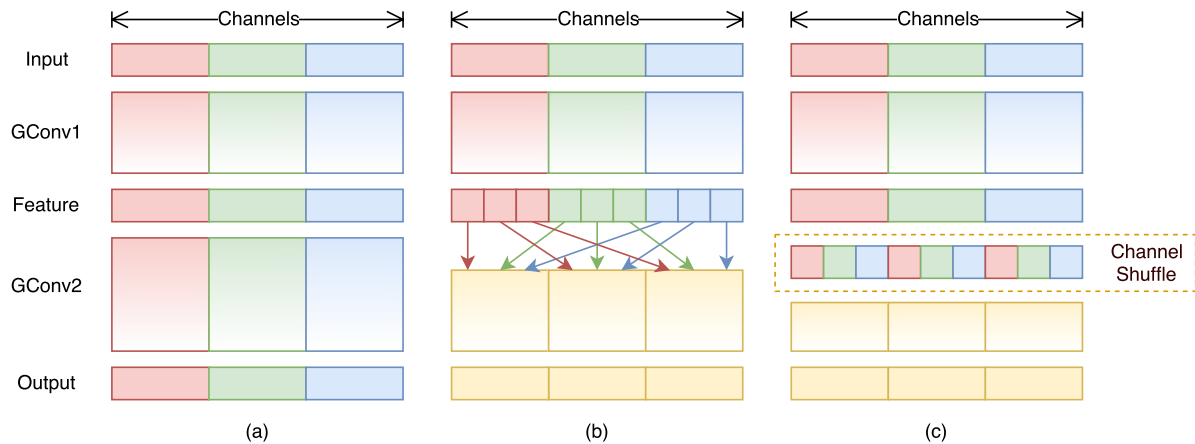 Channels
Channels
Channels
Input
GConv1
Feature
GConv2
Output
Channel
Shuffle
(a)
(b)
(c)